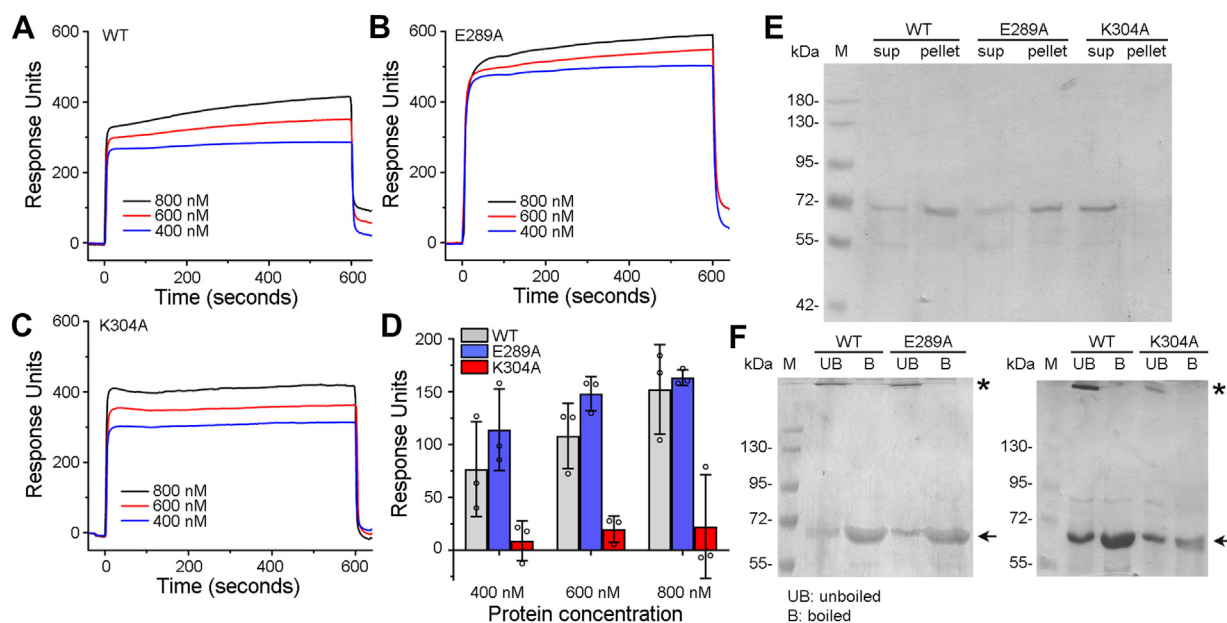 A
WT
Response Units
600
400
200
0
0 200 400 600
Time (seconds)
800 nM
600 nM
400 nM
B
E289A
Response Units
600
400
200
0
0 200 400 600
Time (seconds)
800 nM
600 nM
400 nM
C
K304A
Response Units
600
400
200
0
0 200 400 600
Time (seconds)
800 nM
600 nM
400 nM
D
WT
E289A
K304A
Response Units
200
150
100
50
0
400 nM 600 nM 800 nM
Protein concentration
E
WT E289A K304A
kDa M sup pellet sup pellet sup pellet
180-
130-
95-
72-
55-
42-
F
WT E289A
kDa M UB B UB B
*
130-
95-
72-
55-
WT K304A
kDa M UB B UB B
*
130-
95-
72-
55-
UB: unboiled
B: boiled